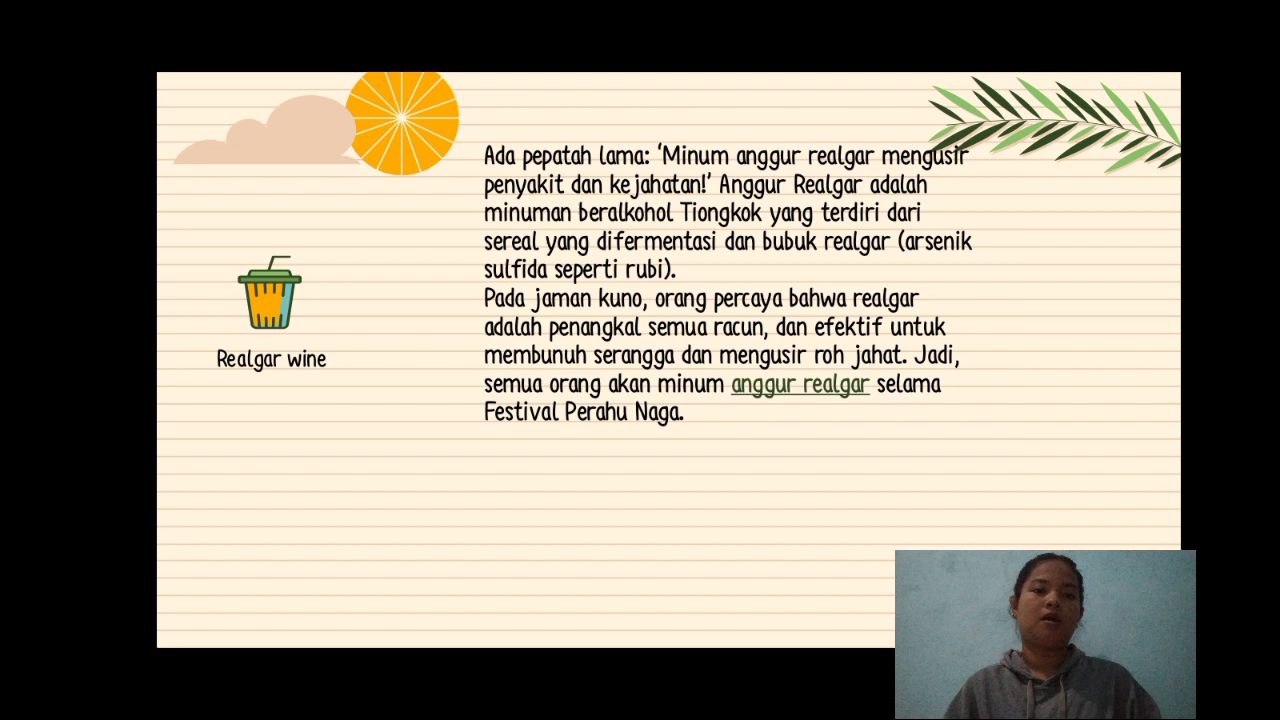 Ada pepatah lama: ‘Minum anggur realgar mengusir
penyakit dan kejahatan!’ Anggur Realgar adalah
minuman beralkohol Tiongkok yang terdiri dari
sereal yang difermentasi dan bubuk realgar (arsenik
sulfida seperti rubi).
Pada jaman kuno, orang percaya bahwa realgar
adalah penangkal semua racun, dan efektif untuk
membunuh serangga dan mengusir roh jahat. Jadi,
semua orang akan minum anggur realgar selama
Festival Perahu Naga.
Realgar wine